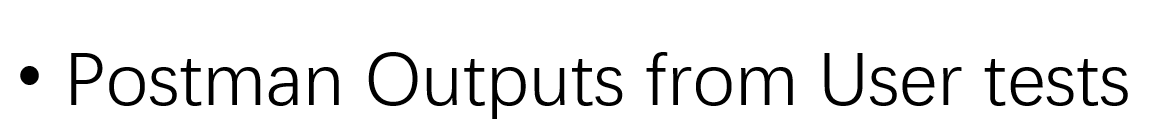 • Postman Outputs from User tests